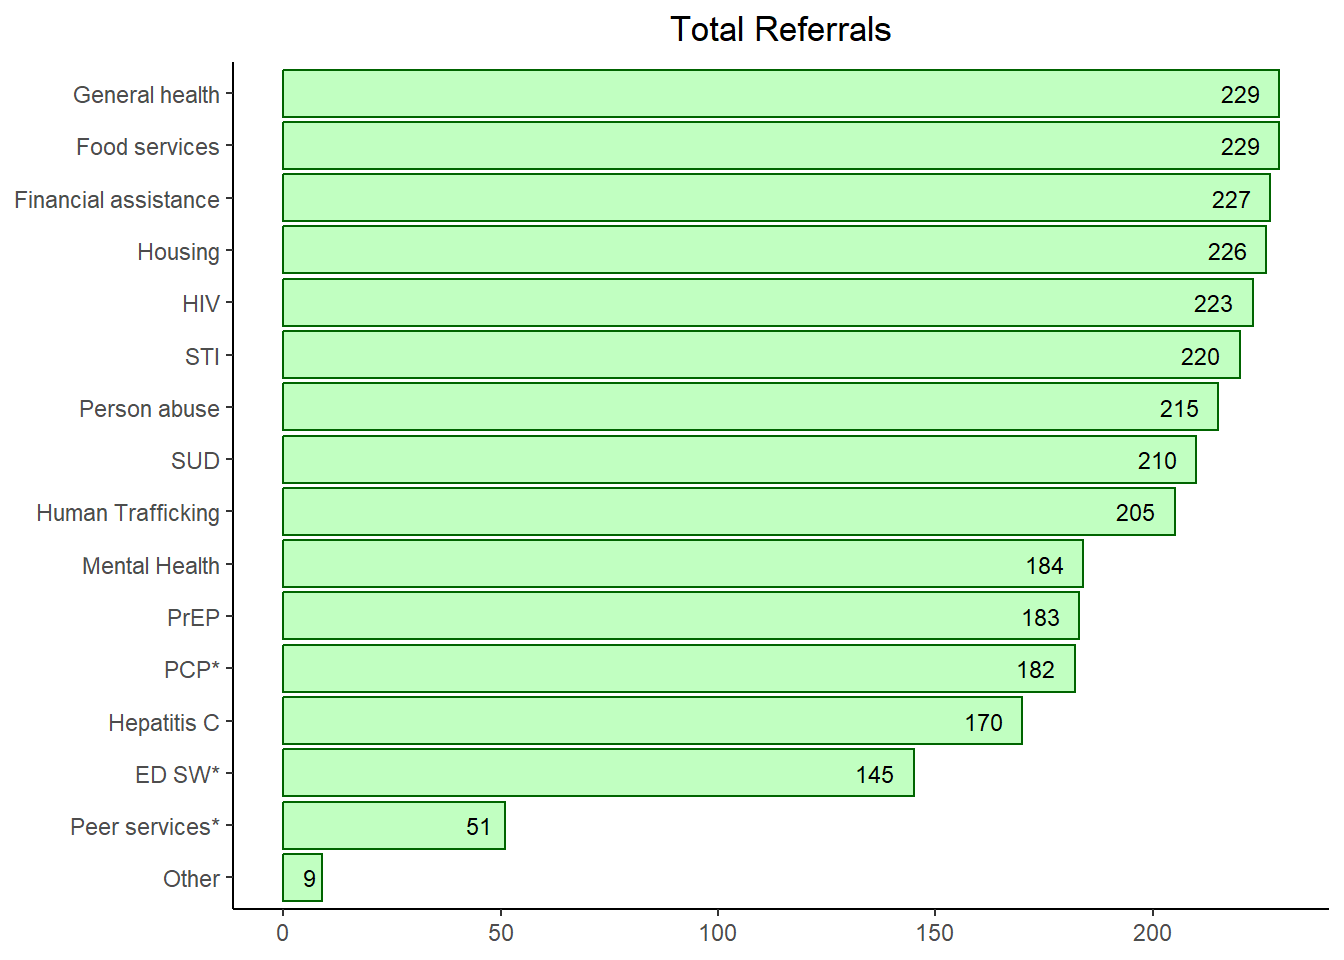 Total Referrals
General health 229
Food services 229
Financial assistance 227
Housing 226
HIV 223
STI 220
Person abuse 215
SUD 210
Human Trafficking 205
Mental Health 184
PrEP 183
PCP* 182
Hepatitis C 170
ED SW* 145
Peer services* 51
Other 9
0 50 100 150 200